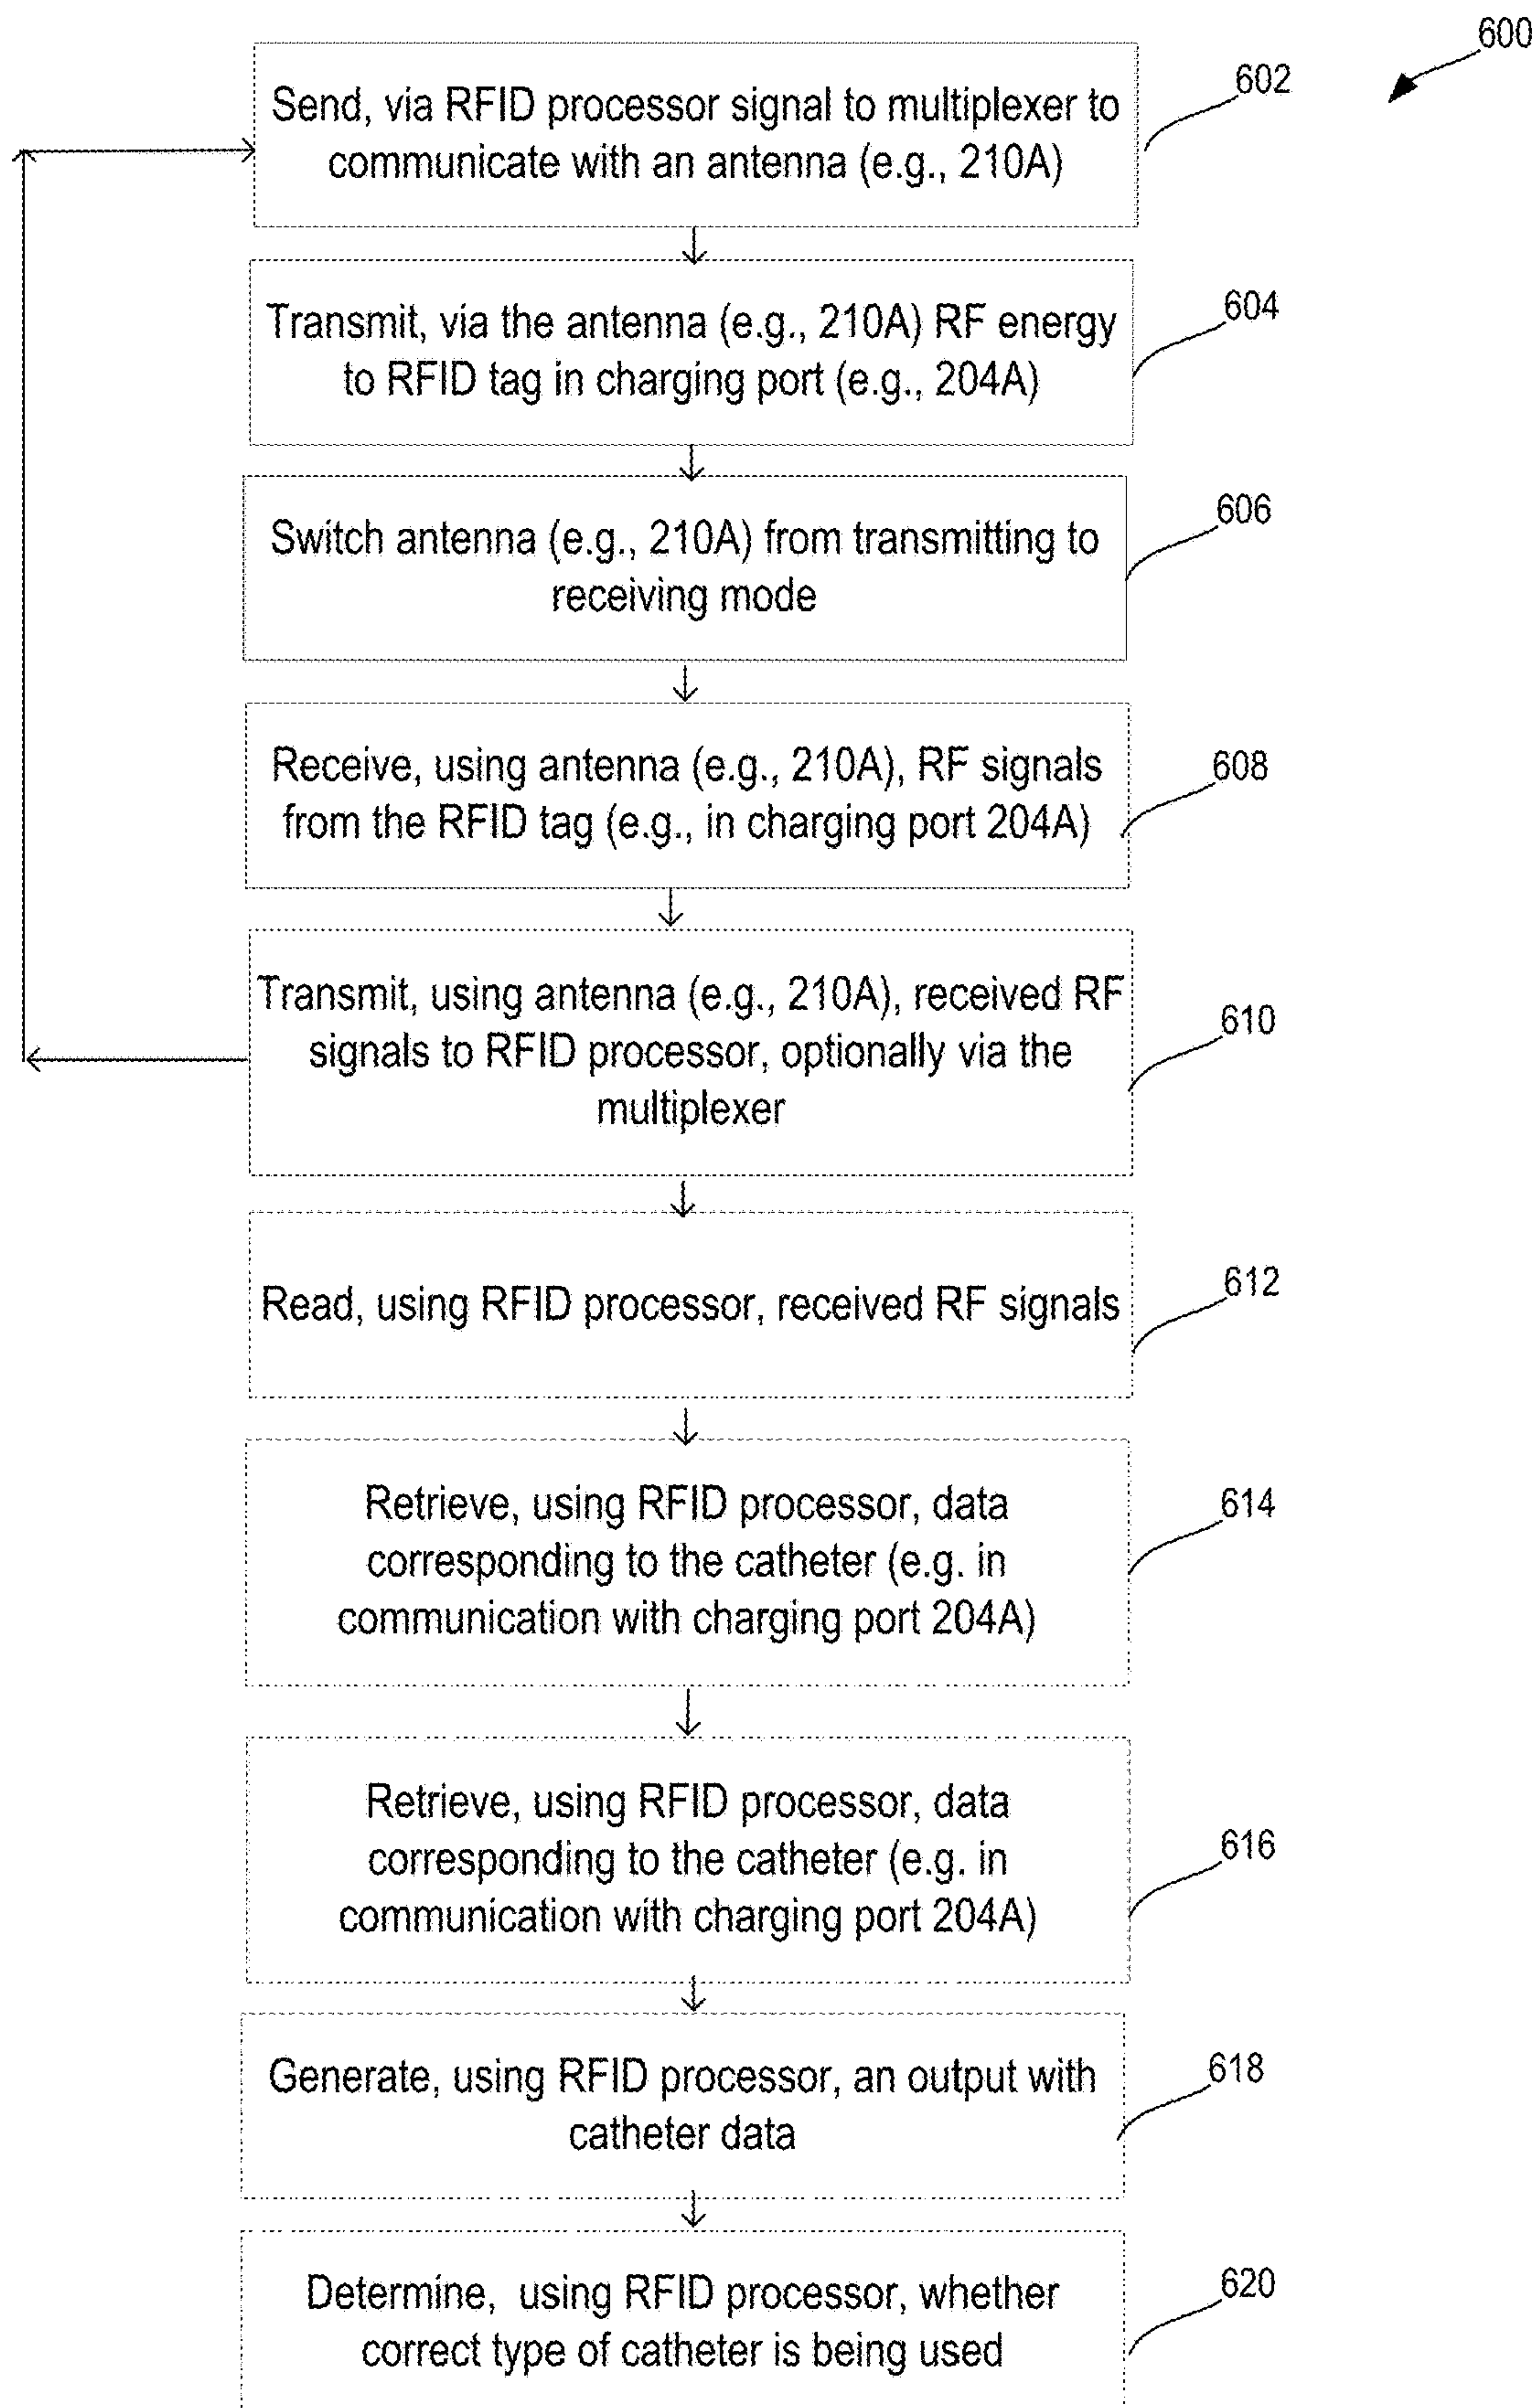 600
602
Send, via RFID processor signal to multiplexer to
communicate with an antenna (e.g., 210A)
604
Transmit, via the antenna (e.g., 210A) RF energy
to RFID tag in charging port (e.g., 204A)
606
Switch antenna (e.g., 210A) from transmitting to
receiving mode
608
Receive, using antenna (e.g., 210A), RF signals
from the RFID tag (e.g., in charging port 204A)
610
Transmit, using antenna (e.g., 210A), received RF
signals to RFID processor, optionally via the
multiplexer
612
Read, using RFID processor, received RF signals
614
Retrieve, using RFID processor, data
corresponding to the catheter (e.g. in
communication with charging port 204A)
616
Retrieve, using RFID processor, data
corresponding to the catheter (e.g. in
communication with charging port 204A)
618
Generate, using RFID processor, an output with
catheter data
620
Determine, using RFID processor, whether
correct type of catheter is being used